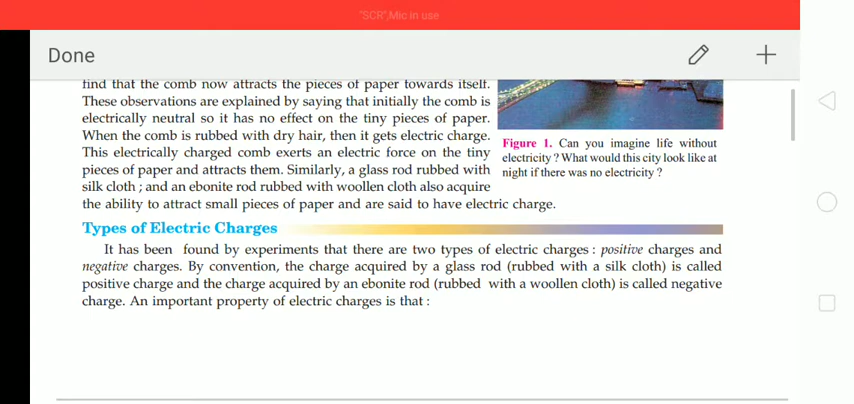 "SCR",Mic in use
Done
find that the comb now attracts the pieces of paper towards itself.
These observations are explained by saying that initially the comb is
electrically neutral so it has no effect on the tiny pieces of paper.
When the comb is rubbed with dry hair, then it gets electric charge.
This electrically charged comb exerts an electric force on the tiny
pieces of paper and attracts them. Similarly, a glass rod rubbed with
silk cloth ; and an ebonite rod rubbed with woollen cloth also acquire
the ability to attract small pieces of paper and are said to have electric charge.
Figure 1. Can you imagine life without
electricity ? What would this city look like at
night if there was no electricity ?
Types of Electric Charges
It has been found by experiments that there are two types of electric charges : positive charges and
negative charges. By convention, the charge acquired by a glass rod (rubbed with a silk cloth) is called
positive charge and the charge acquired by an ebonite rod (rubbed with a woollen cloth) is called negative
charge. An important property of electric charges is that :